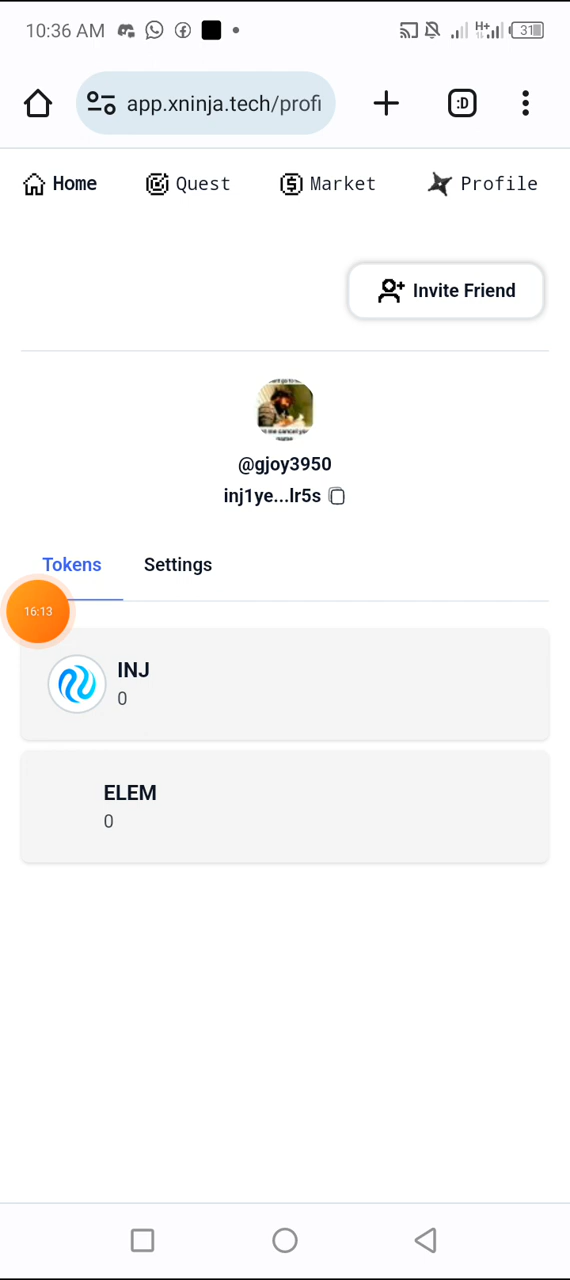 10:36 AM
H+
31
app.xninja.tech/profi
:D
Home
Quest
Market
Profile
Invite Friend
@gjoy3950
inj1ye...lr5s
Tokens
Settings
16:13
INJ
0
ELEM
0